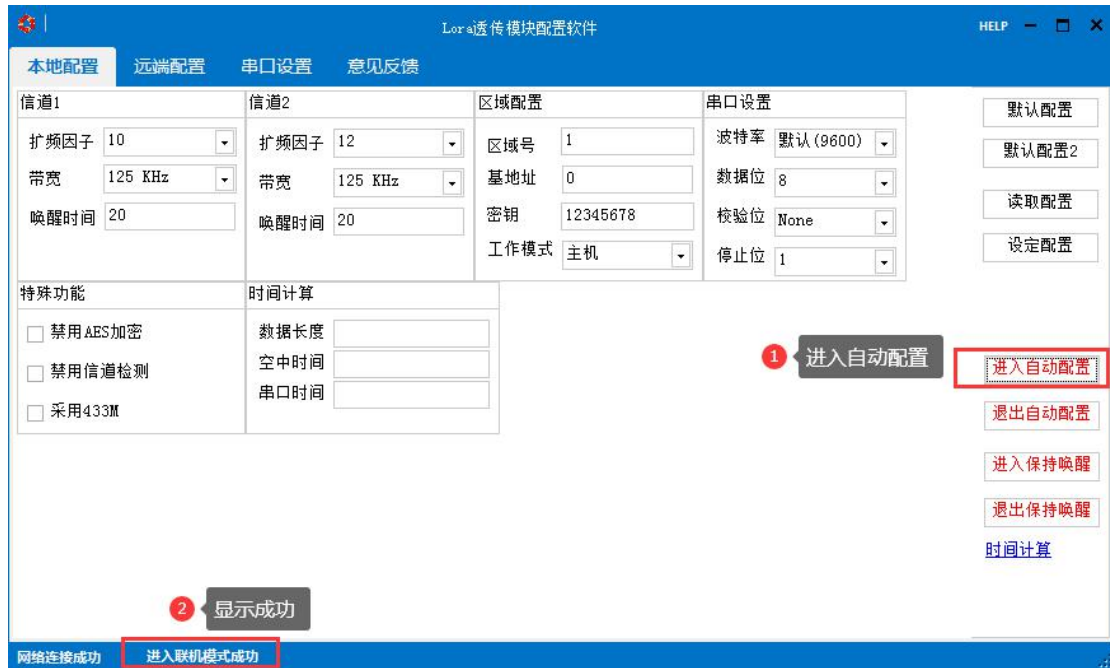 Lora透传模块配置软件
HELP
本地配置 远端配置 串口设置 意见反馈
信道1 信道2 区域配置 串口设置
扩频因子 10 扩频因子 12 区域号 1 波特率 默认(9600)
带宽 125 KHz 带宽 125 KHz 基地址 0 数据位 8
唤醒时间 20 唤醒时间 20 密钥 12345678 校验位 None
工作模式 主机 停止位 1
默认配置
默认配置2
读取配置
设定配置
特殊功能 时间计算
禁用AES加密 数据长度
禁用信道检测 空中时间
采用433M 串口时间
1 进入自动配置
进入自动配置
退出自动配置
进入保持唤醒
退出保持唤醒
时间计算
2 显示成功
网络连接成功 进入联机模式成功